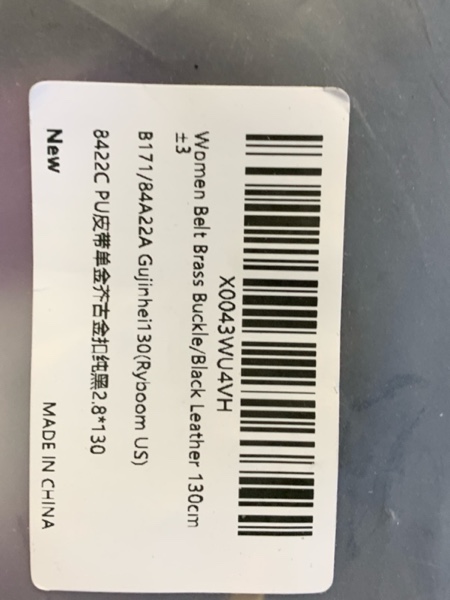 X0043WU4VH
Women Belt Brass Buckle/Black Leather 130cm
±3
B171/84A22A Gujinhei130(Ryboom US)
8422C PU皮带单金齐古金扣纯黑2.8*130
New MADE IN CHINA